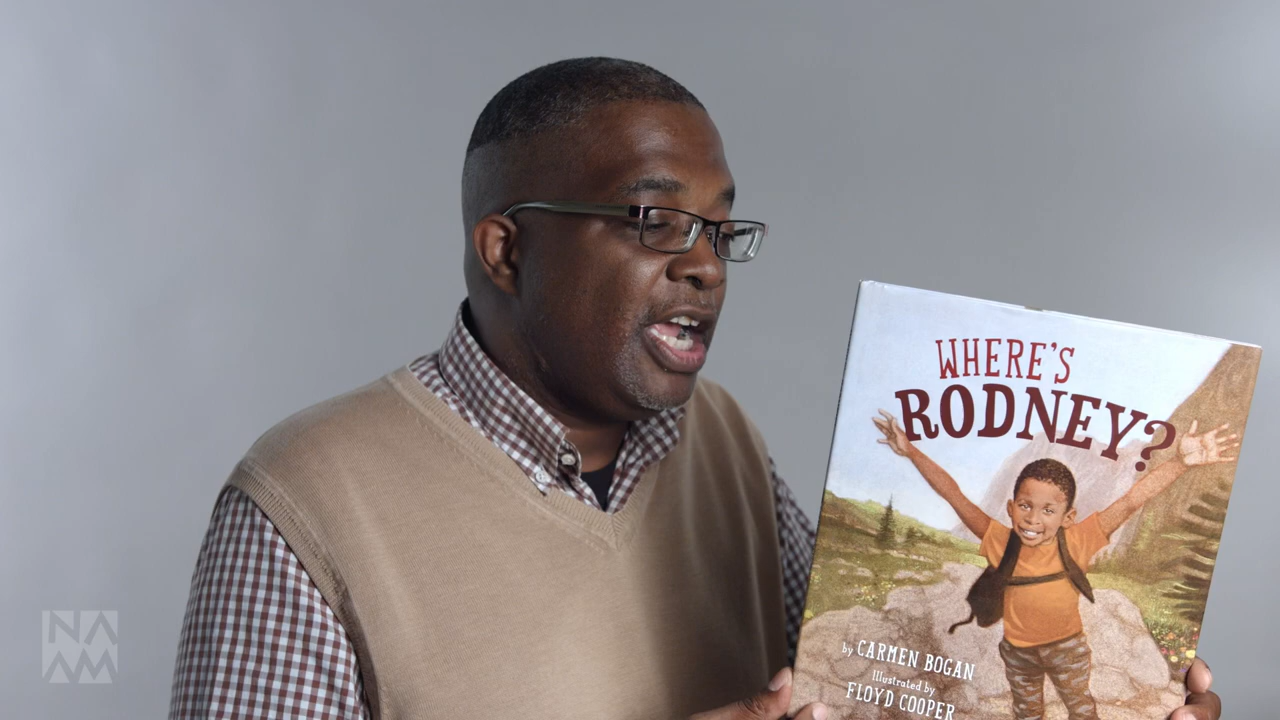 WHERE'S
RODNEY?
by CARMEN BOGAN
Illustrated by
FLOYD COOPER
NA
AM